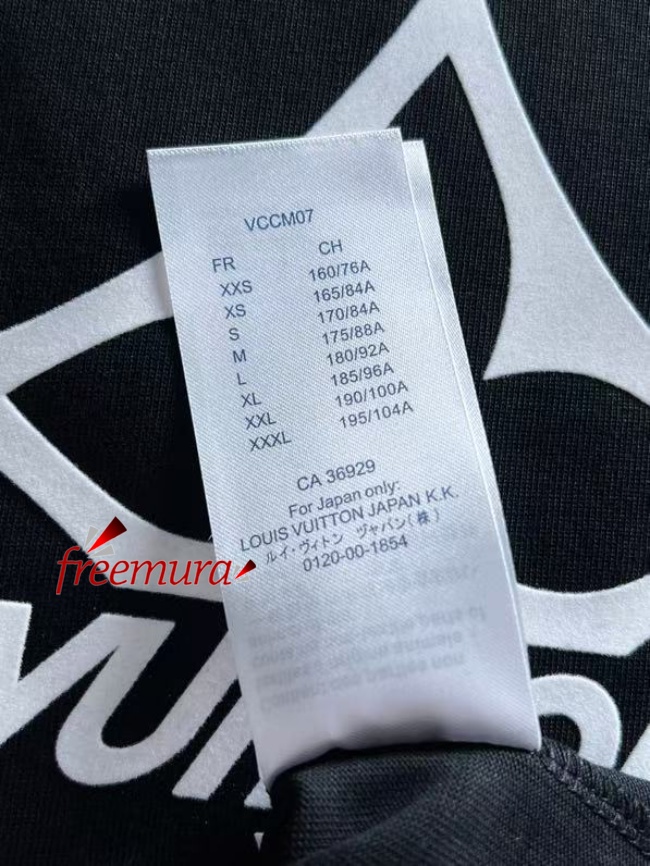 VCCM07
FR CH
XXS 160/76A
XS 165/84A
S 170/84A
M 175/88A
L 180/92A
XL 185/96A
XXL 190/100A
XXXL 195/104A
CA 36929
For Japan only:
LOUIS VUITTON JAPAN K.K.
ルイ・ヴィトン ヅャパン(株)
0120-00-1854
freemura